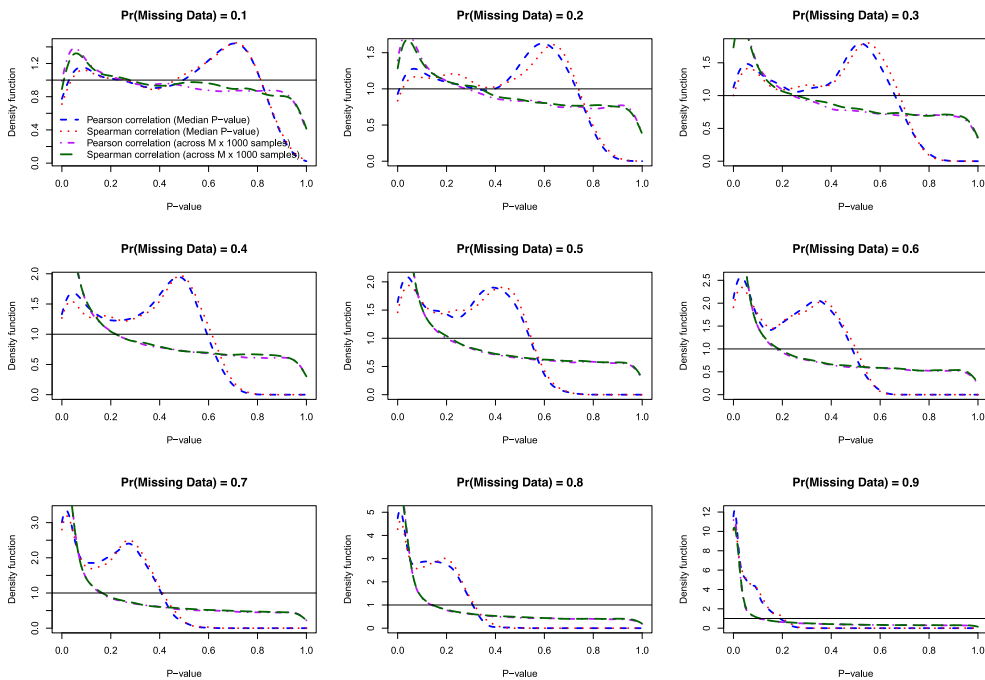 Pr(Missing Data) = 0.1
Density function
0.0 0.4 0.8 1.2
Pearson correlation (Median P-value)
Spearman correlation (Median P-value)
Pearson correlation (across M x 1000 samples)
Spearman correlation (across M x 1000 samples)
0.0 0.2 0.4 0.6 0.8 1.0
P-value
Pr(Missing Data) = 0.2
Density function
0.0 0.5 1.0 1.5
0.0 0.2 0.4 0.6 0.8 1.0
P-value
Pr(Missing Data) = 0.3
Density function
0.0 0.5 1.0 1.5
0.0 0.2 0.4 0.6 0.8 1.0
P-value
Pr(Missing Data) = 0.4
Density function
0.0 0.5 1.0 1.5 2.0
0.0 0.2 0.4 0.6 0.8 1.0
P-value
Pr(Missing Data) = 0.5
Density function
0.0 0.5 1.0 1.5 2.0
0.0 0.2 0.4 0.6 0.8 1.0
P-value
Pr(Missing Data) = 0.6
Density function
0.0 0.5 1.0 1.5 2.0 2.5
0.0 0.2 0.4 0.6 0.8 1.0
P-value
Pr(Missing Data) = 0.7
Density function
0.0 1.0 2.0 3.0
0.0 0.2 0.4 0.6 0.8 1.0
P-value
Pr(Missing Data) = 0.8
Density function
0 1 2 3 4 5
0.0 0.2 0.4 0.6 0.8 1.0
P-value
Pr(Missing Data) = 0.9
Density function
0 2 4 6 8 10 12
0.0 0.2 0.4 0.6 0.8 1.0
P-value